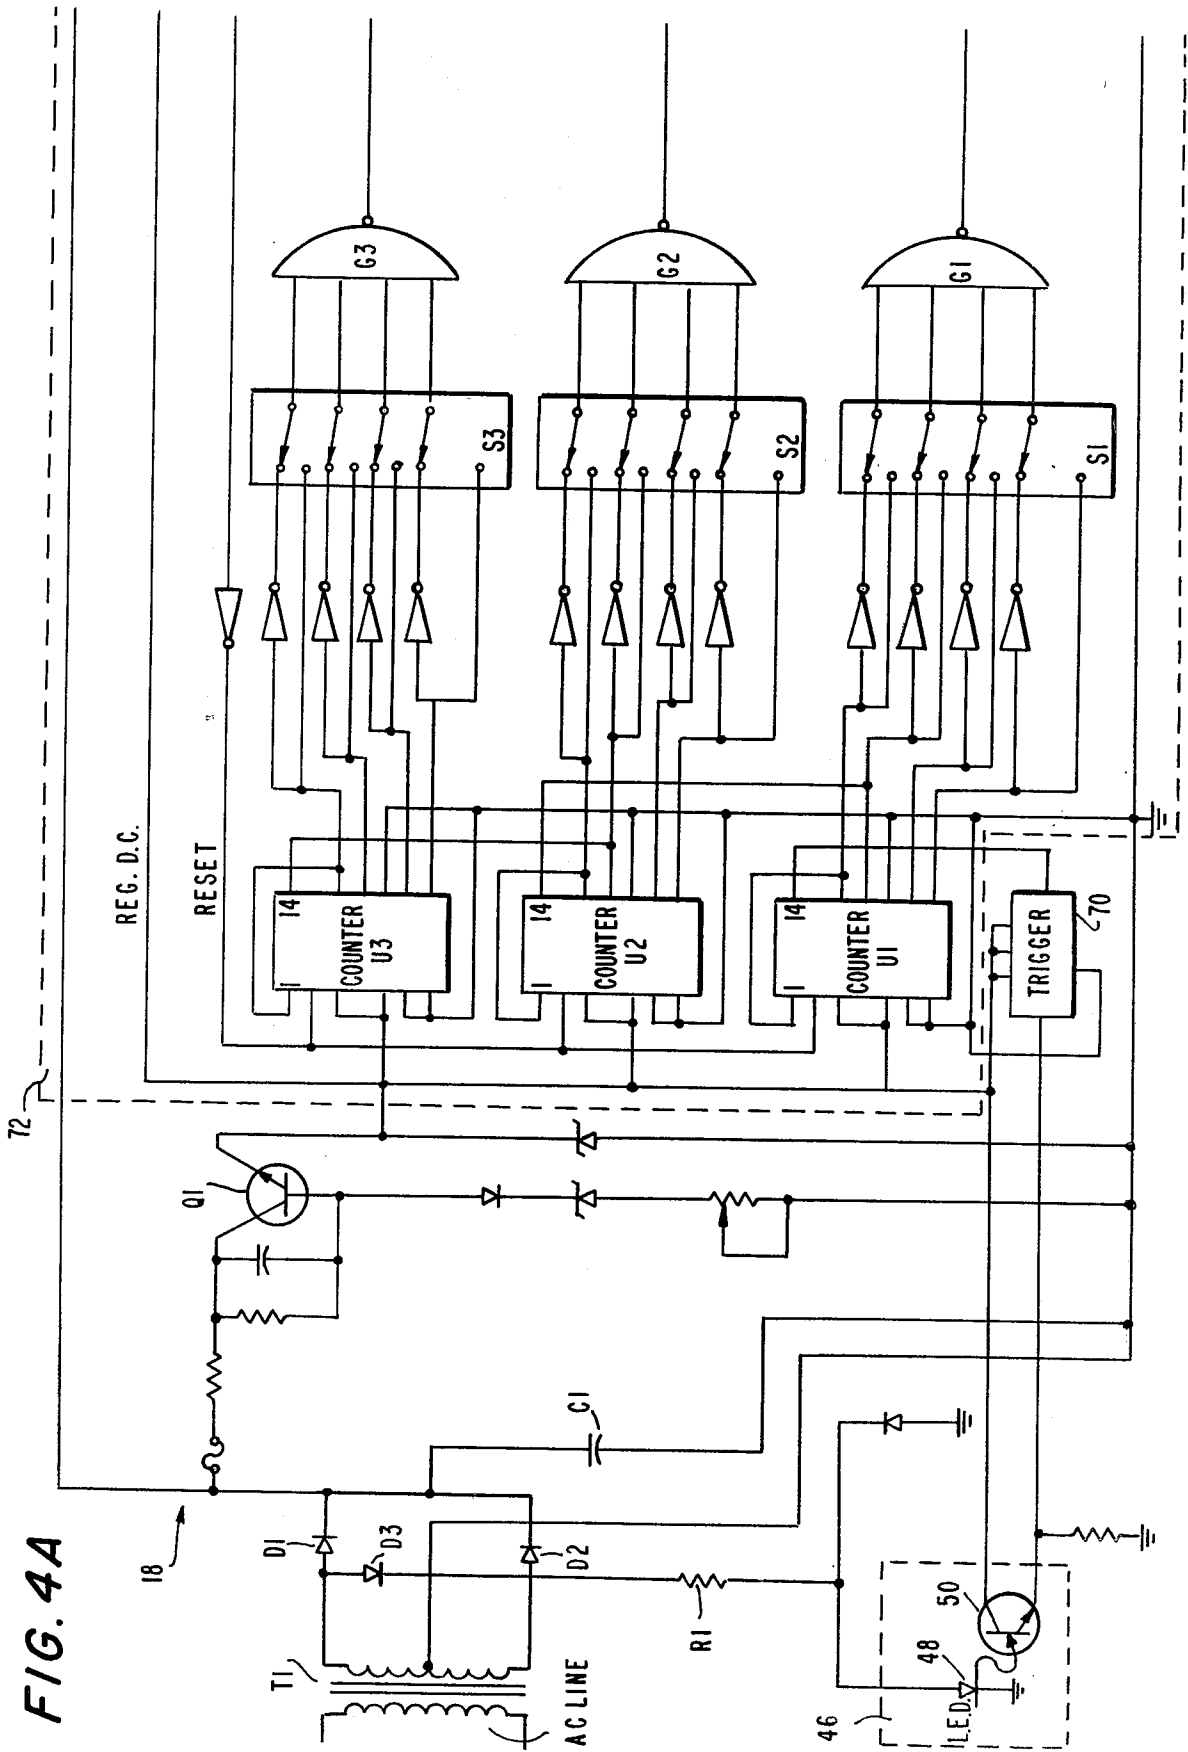 FIG. 4A
18
T1
AC LINE
D1
D3
D2
R1
C1
46
L.E.D.
48
50
Q1
72
REG. D.C.
RESET
1
14
COUNTER
U3
1
14
COUNTER
U2
1
14
COUNTER
U1
TRIGGER
70
S3
S2
S1
G3
G2
G1